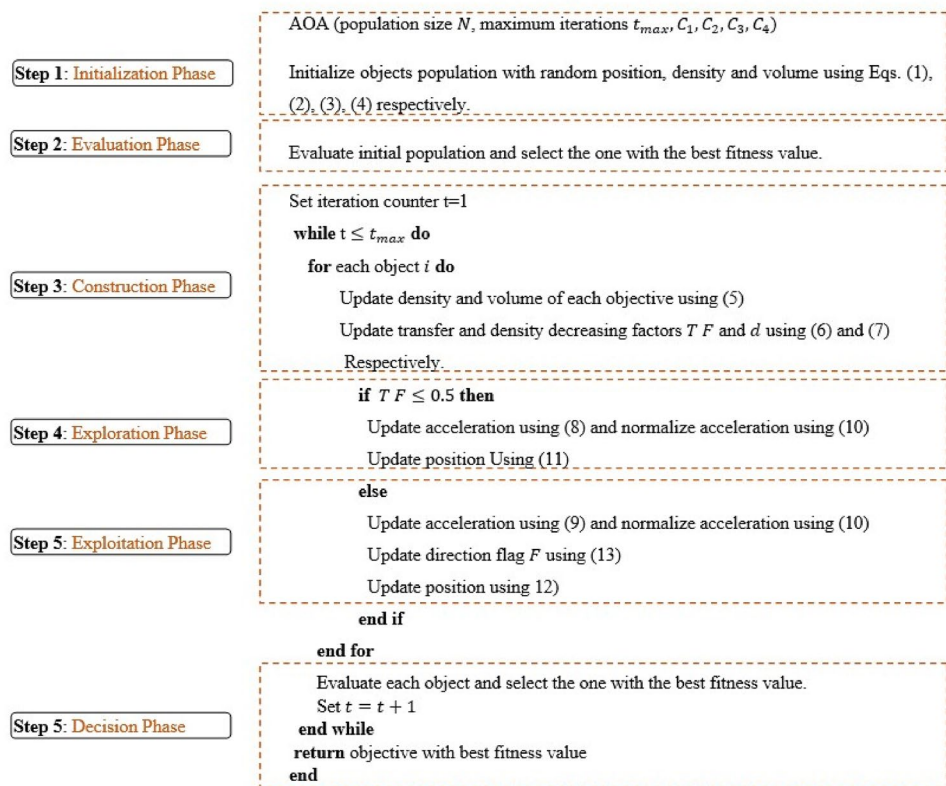 AOA (population size N, maximum iterations t_max, C_1, C_2, C_3, C_4)
Step 1: Initialization Phase
Initialize objects population with random position, density and volume using Eqs. (1),
(2), (3), (4) respectively.
Step 2: Evaluation Phase
Evaluate initial population and select the one with the best fitness value.
Set iteration counter t=1
while t ≤ t_max do
for each object i do
Step 3: Construction Phase
Update density and volume of each objective using (5)
Update transfer and density decreasing factors T F and d using (6) and (7)
Respectively.
if T F ≤ 0.5 then
Step 4: Exploration Phase
Update acceleration using (8) and normalize acceleration using (10)
Update position Using (11)
else
Update acceleration using (9) and normalize acceleration using (10)
Step 5: Exploitation Phase
Update direction flag F using (13)
Update position using 12)
end if
end for
Evaluate each object and select the one with the best fitness value.
Set t = t + 1
Step 5: Decision Phase
end while
return objective with best fitness value
end